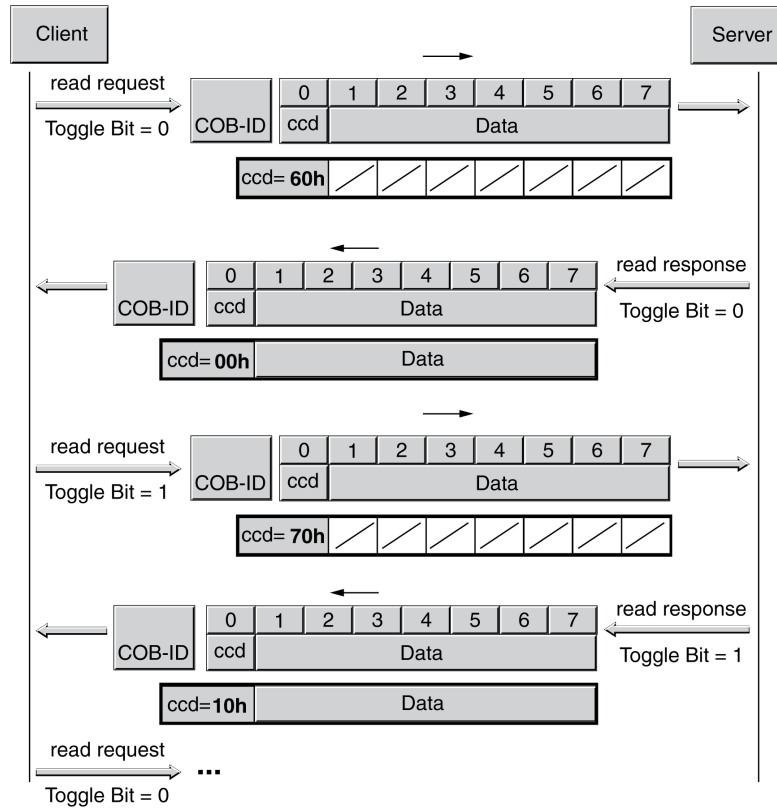 Client
Server
read request
Toggle Bit = 0
COB-ID
0 1 2 3 4 5 6 7
ccd Data
ccd= 60h
read response
Toggle Bit = 0
COB-ID
0 1 2 3 4 5 6 7
ccd Data
ccd= 00h Data
read request
Toggle Bit = 1
COB-ID
0 1 2 3 4 5 6 7
ccd Data
ccd= 70h
read response
Toggle Bit = 1
COB-ID
0 1 2 3 4 5 6 7
ccd Data
ccd=10h Data
read request
...
Toggle Bit = 0